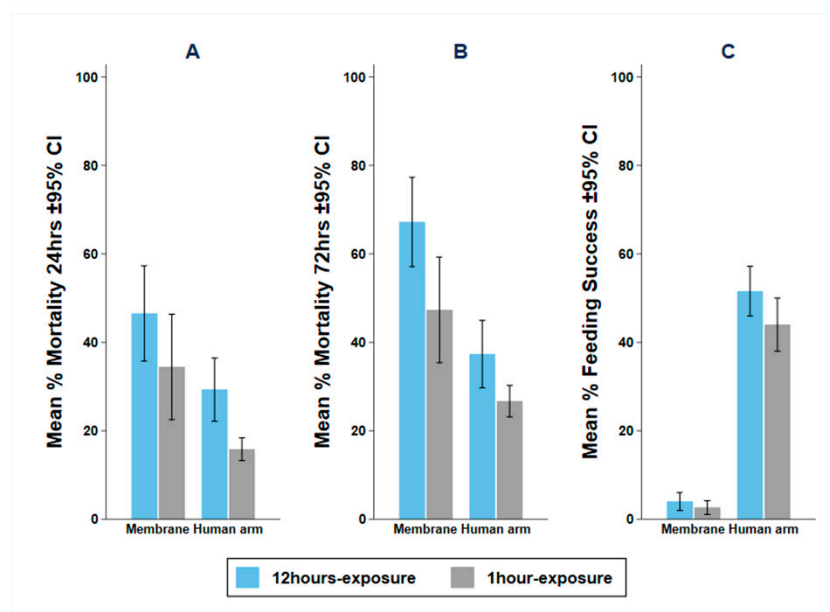 A
Mean % Mortality 24hrs ±95% CI
100
80
60
40
20
0
Membrane Human arm
B
Mean % Mortality 72hrs ±95% CI
100
80
60
40
20
0
Membrane Human arm
C
Mean % Feeding Success ±95% CI
100
80
60
40
20
0
Membrane Human arm
12hours-exposure
1hour-exposure